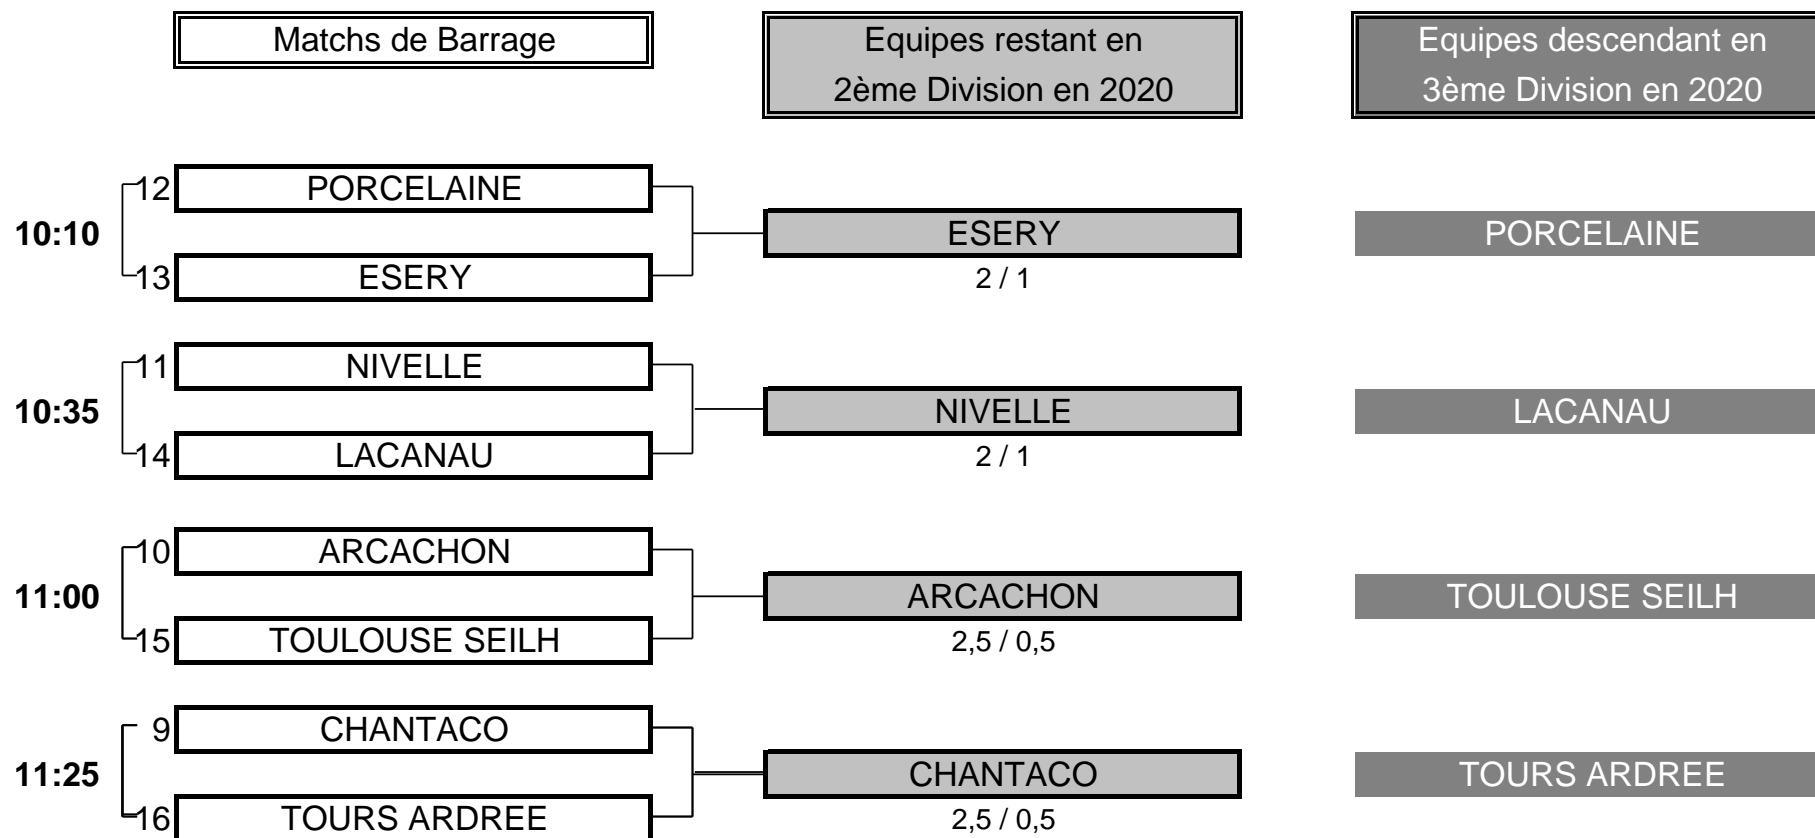 Matchs de Barrage
Equipes restant en
2ème Division en 2020
Equipes descendant en
3ème Division en 2020
12 PORCELAINE
10:10 ESERY PORCELAINE
13 ESERY 2 / 1
11 NIVELLE
10:35 NIVELLE LACANAU
14 LACANAU 2 / 1
10 ARCACHON
11:00 ARCACHON TOULOUSE SEILH
15 TOULOUSE SEILH 2,5 / 0,5
9 CHANTACO
11:25 CHANTACO TOURS ARDREE
16 TOURS ARDREE 2,5 / 0,5